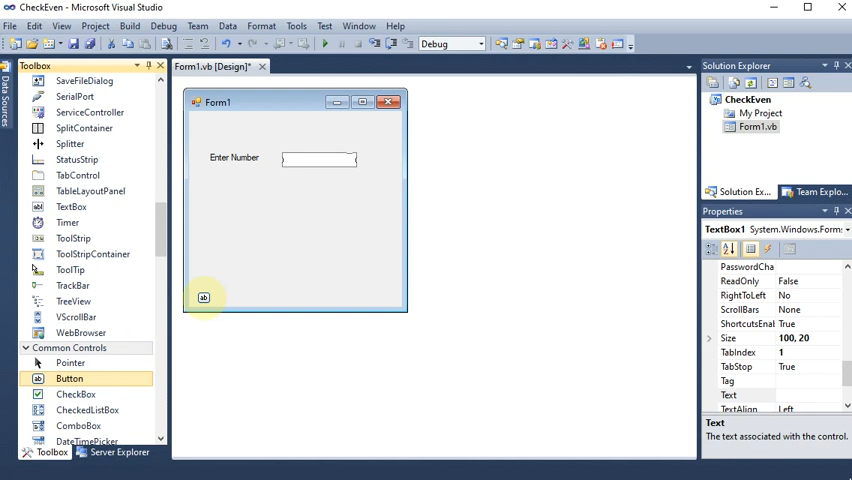 CheckEven - Microsoft Visual Studio
File Edit View Project Build Debug Team Data Format Tools Test Window Help
Debug
Data Sources
Toolbox
SaveFileDialog
SerialPort
ServiceController
SplitContainer
Splitter
StatusStrip
TabControl
TableLayoutPanel
TextBox
Timer
ToolStrip
ToolStripContainer
ToolTip
TrackBar
TreeView
VScrollBar
WebBrowser
Common Controls
Pointer
Button
CheckBox
CheckedListBox
ComboBox
DateTimePicker
Toolbox Server Explorer
Form1.vb [Design]*
Form1
Enter Number
ab
Solution Explorer
CheckEven
My Project
Form1.vb
Solution Ex... Team Explo...
Properties
TextBox1 System.Windows.Form:
PasswordCha
ReadOnly False
RightToLeft No
ScrollBars None
ShortcutsEnab True
Size 100, 20
TabIndex 1
TabStop True
Tag
Text
TextAlign Left
Text
The text associated with the control.